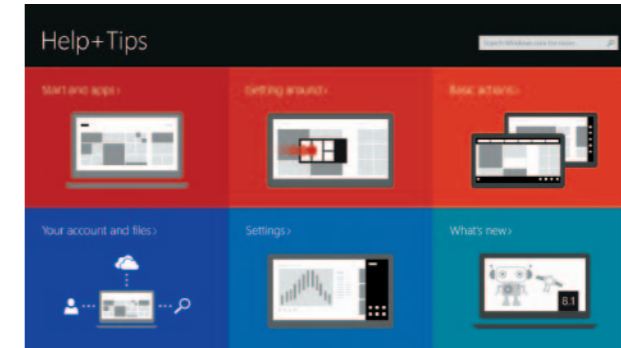 Help+Tips
Start and apps›
Getting around›
Basic actions›
Your account and files›
Settings›
What's new›
8.1